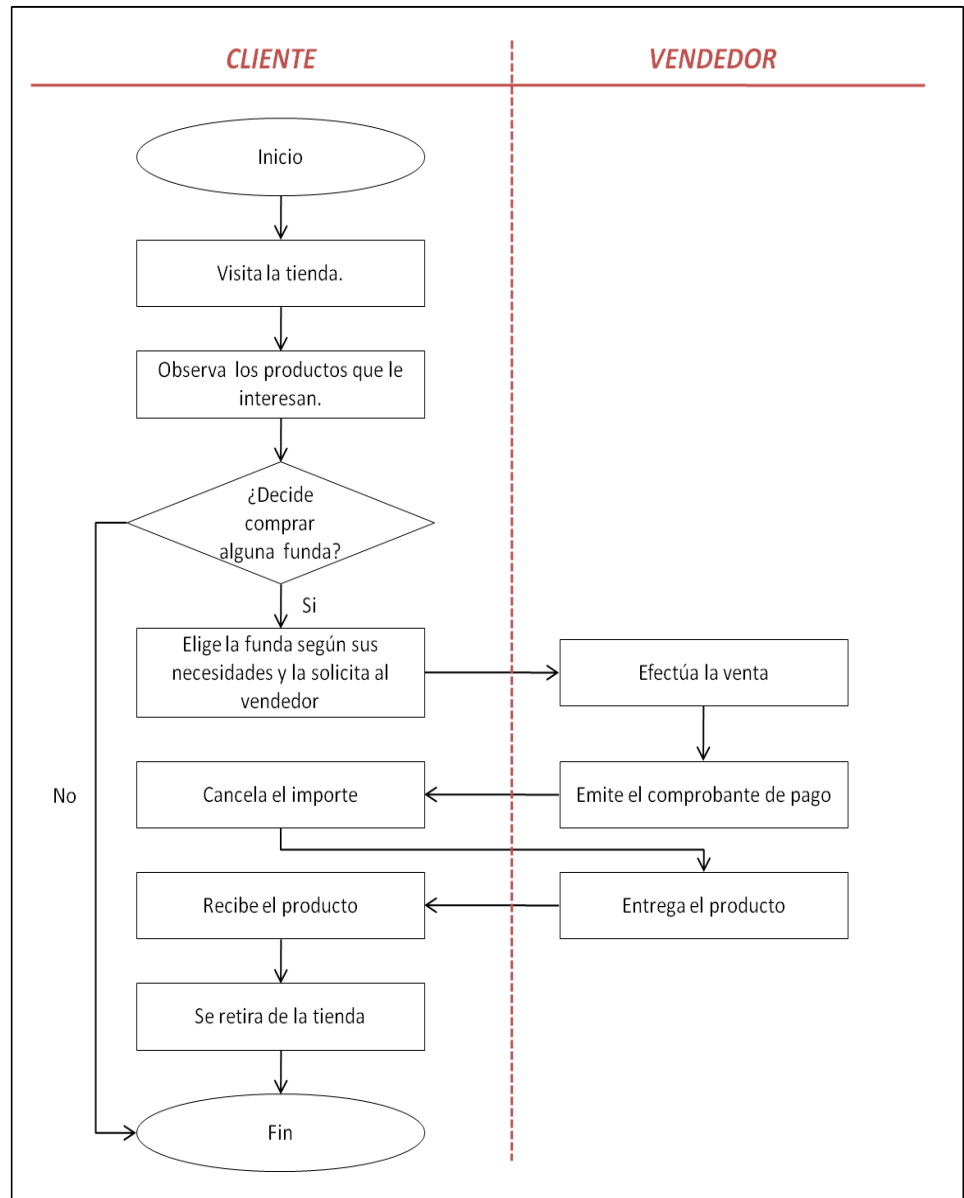 CLIENTE
VENDEDOR
Inicio
Visita la tienda.
Observa los productos que le
interesan.
¿Decide
comprar
alguna funda?
Si
Elige la funda según sus
necesidades y la solicita al
vendedor
Efectúa la venta
No
Cancela el importe
Emite el comprobante de pago
Recibe el producto
Entrega el producto
Se retira de la tienda
Fin